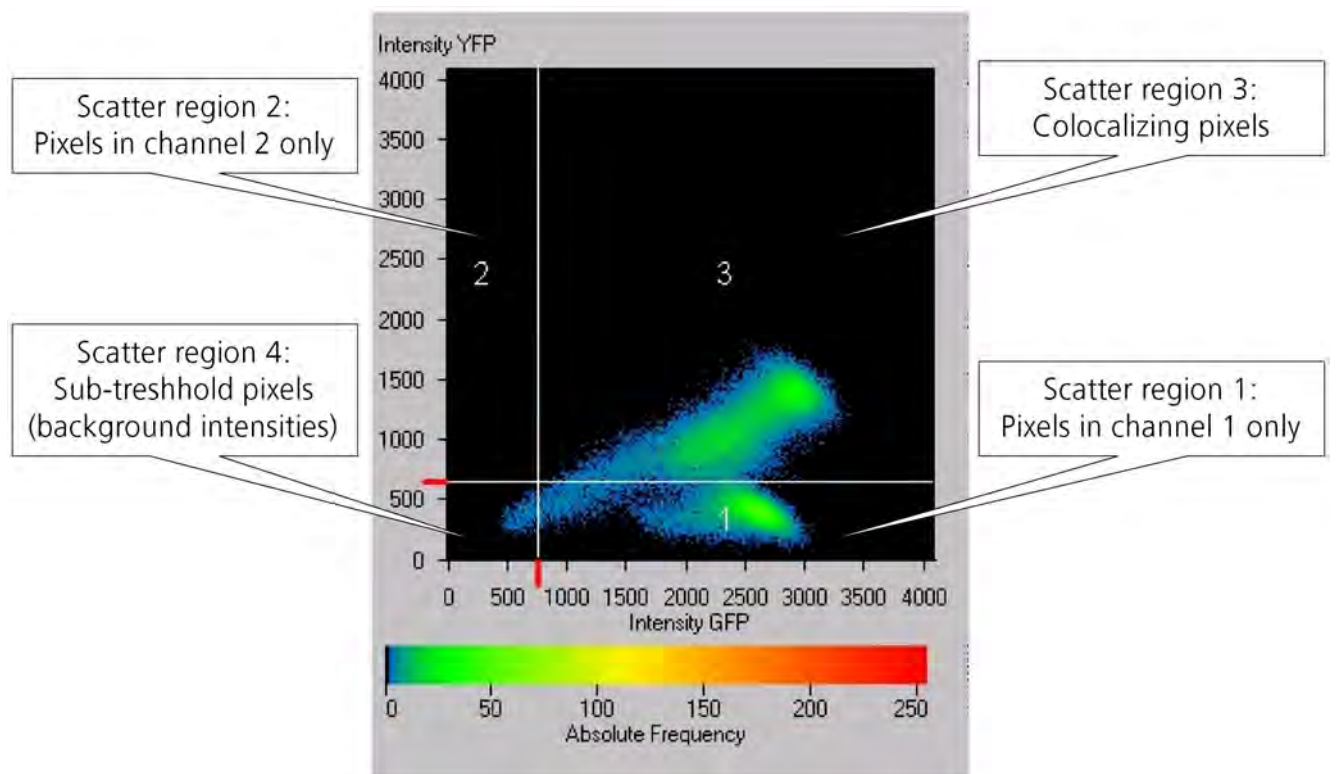 Intensity YFP
4000
3500
3000
2500
2000
1500
1000
500
0
Scatter region 2:
Pixels in channel 2 only
Scatter region 3:
Colocalizing pixels
2
3
Scatter region 4:
Sub-treshhold pixels
(background intensities)
Scatter region 1:
Pixels in channel 1 only
1
0 500 1000 1500 2000 2500 3000 3500 4000
Intensity GFP
0 50 100 150 200 250
Absolute Frequency